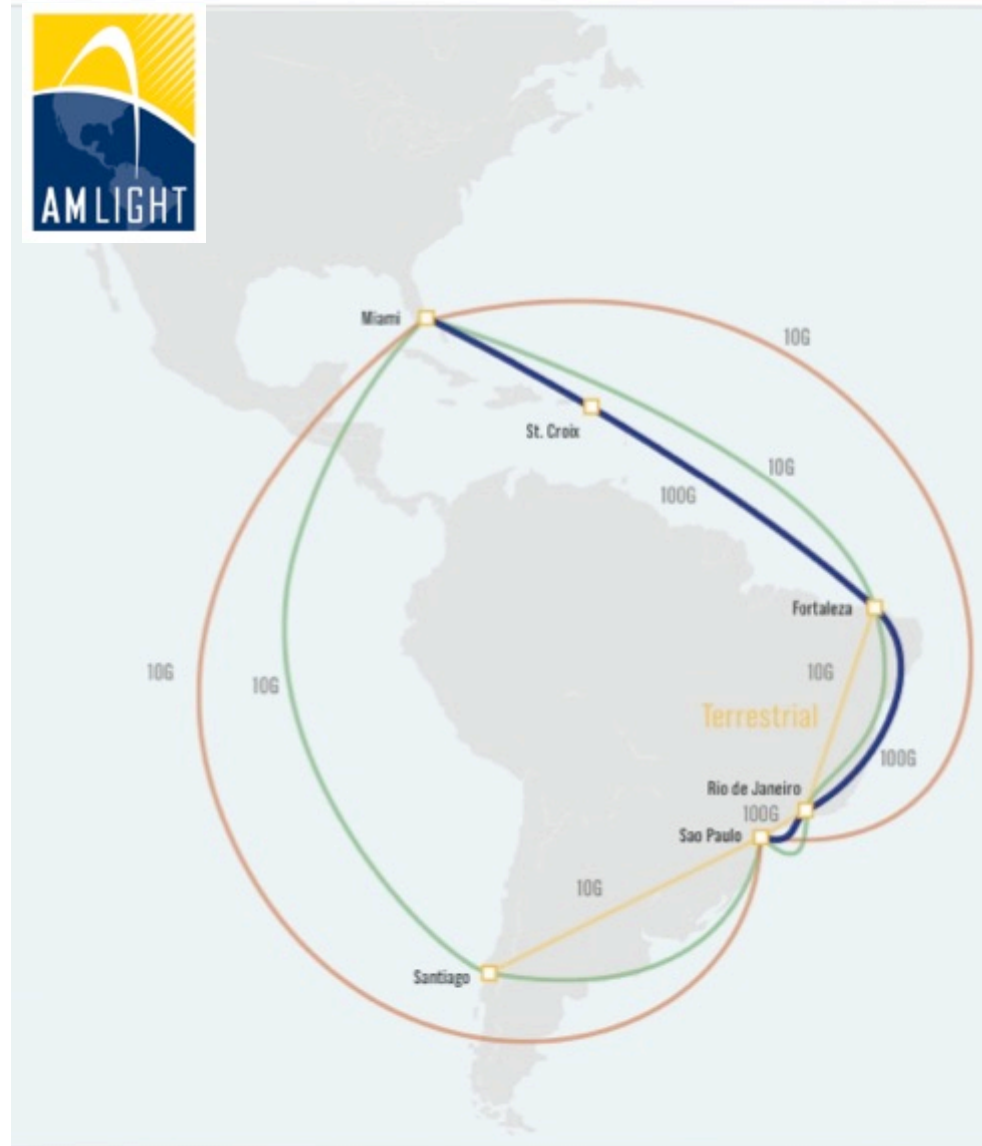 AMLIGHT
Miami
10G
St. Croix
10G
100G
Fortaleza
10G
10G
10G
Terrestrial
100G
Rio de Janeiro
100G
Sao Paulo
10G
Santiago